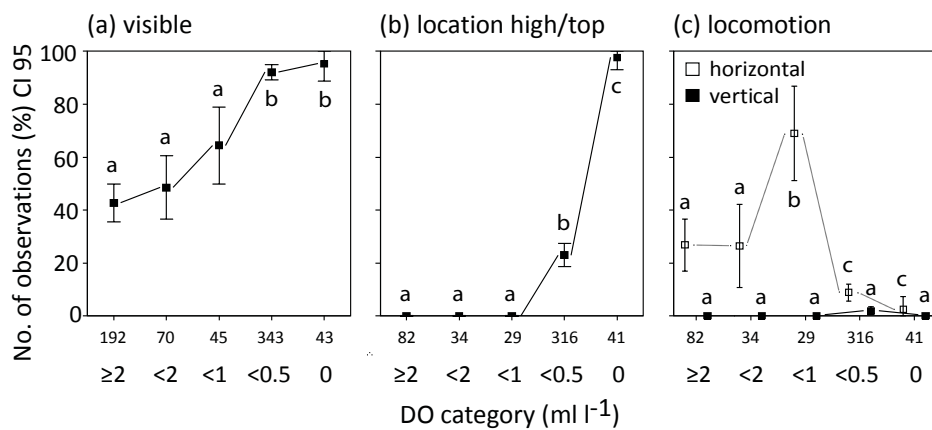 (a) visible
(b) location high/top
(c) locomotion
No. of observations (%) CI 95
100
80
60
40
20
0
a
a
a
b
b
a
a
a
b
c
horizontal
vertical
a
a
b
c
c
a
a
a
a
a
192 70 45 343 43
82 34 29 316 41
82 34 29 316 41
≥2 <2 <1 <0.5 0
≥2 <2 <1 <0.5 0
≥2 <2 <1 <0.5 0
DO category (ml l⁻¹)